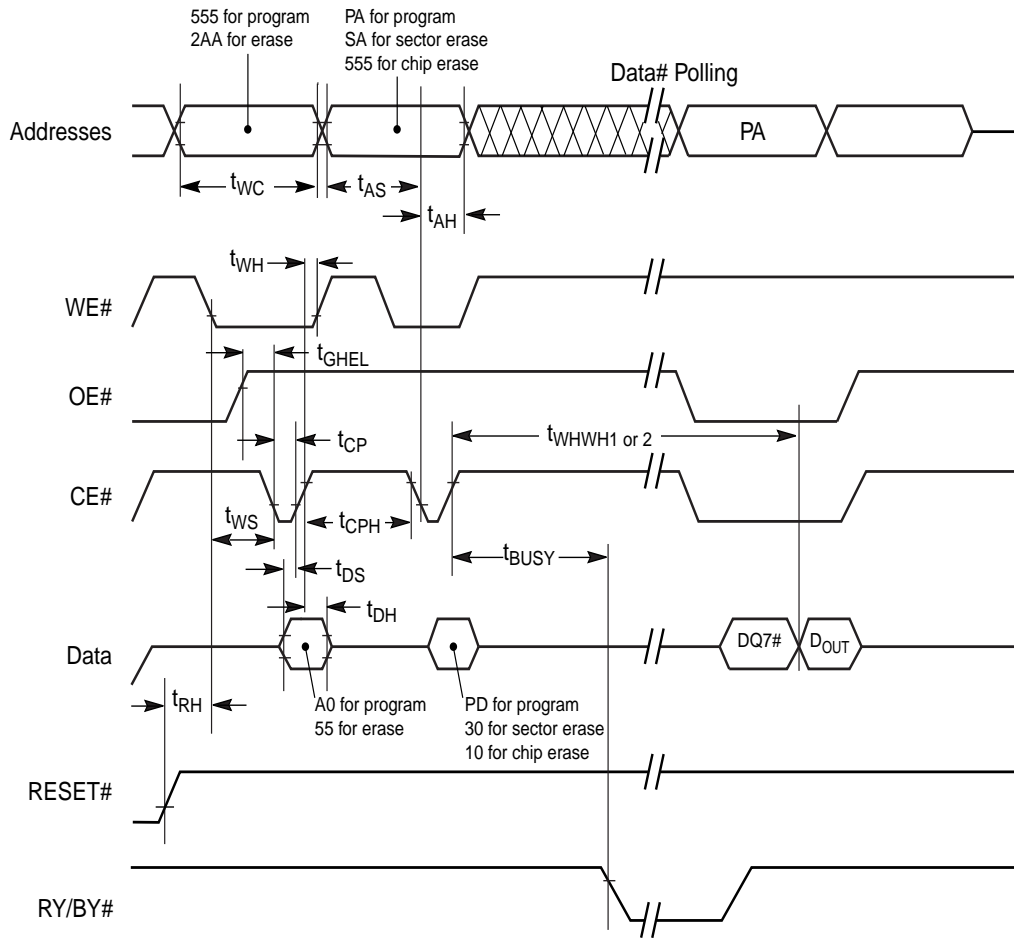 555 for program
2AA for erase
PA for program
SA for sector erase
555 for chip erase
Data# Polling
Addresses
PA
tWC
tAS
tAH
tWH
WE#
tGHEL
OE#
tCP
tWHWH1 or 2
CE#
tWS
tCPH
tBUSY
tDS
tDH
Data
DQ7#
DOUT
tRH
A0 for program
55 for erase
PD for program
30 for sector erase
10 for chip erase
RESET#
RY/BY#